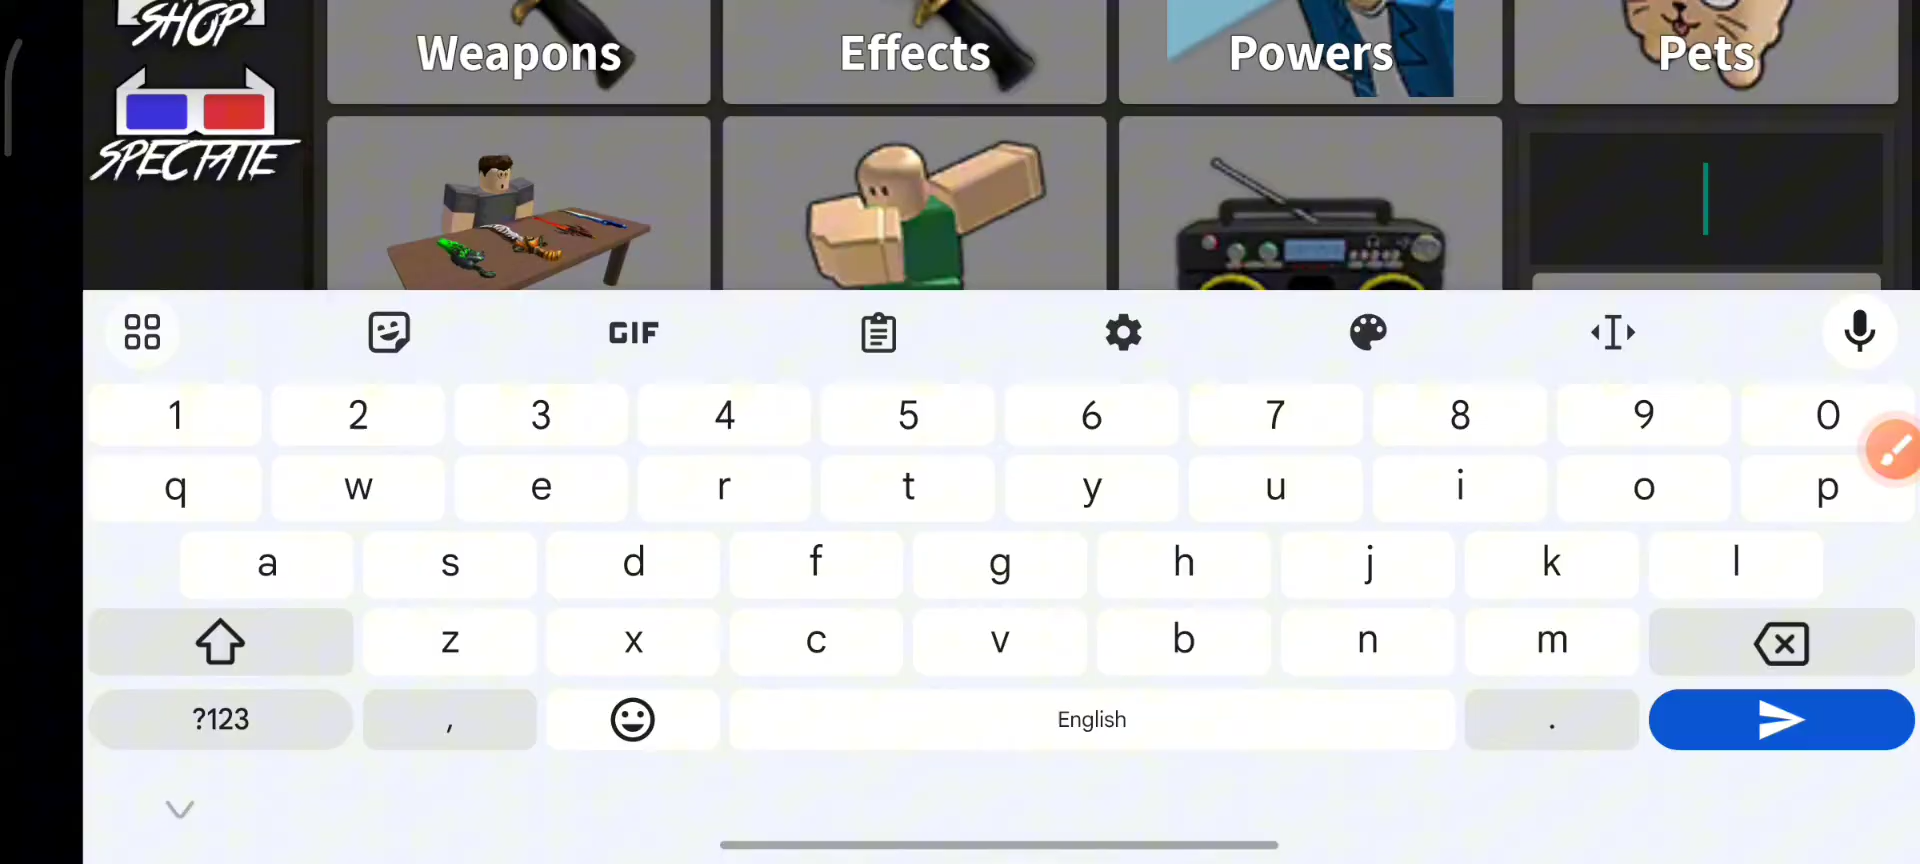 SHOP
Weapons
Effects
Powers
Pets
SPECTATE
GIF
1 2 3 4 5 6 7 8 9 0
q w e r t y u i o p
a s d f g h j k l
z x c v b n m
?123 , English .